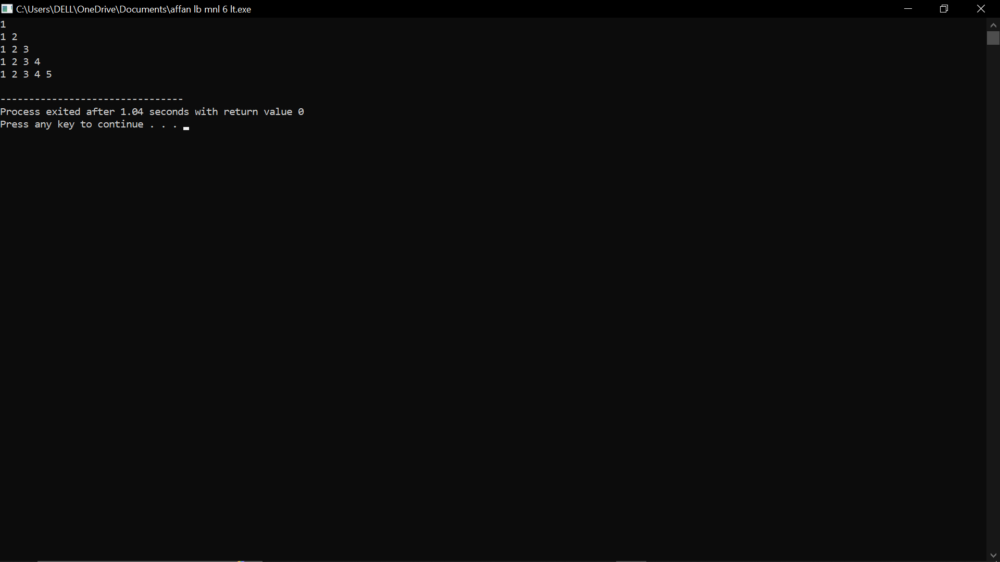 C:\Users\DELL\OneDrive\Documents\affan lb mnl 6 lt.exe
1
1 2
1 2 3
1 2 3 4
1 2 3 4 5
--------------------------------
Process exited after 1.04 seconds with return value 0
Press any key to continue . . .